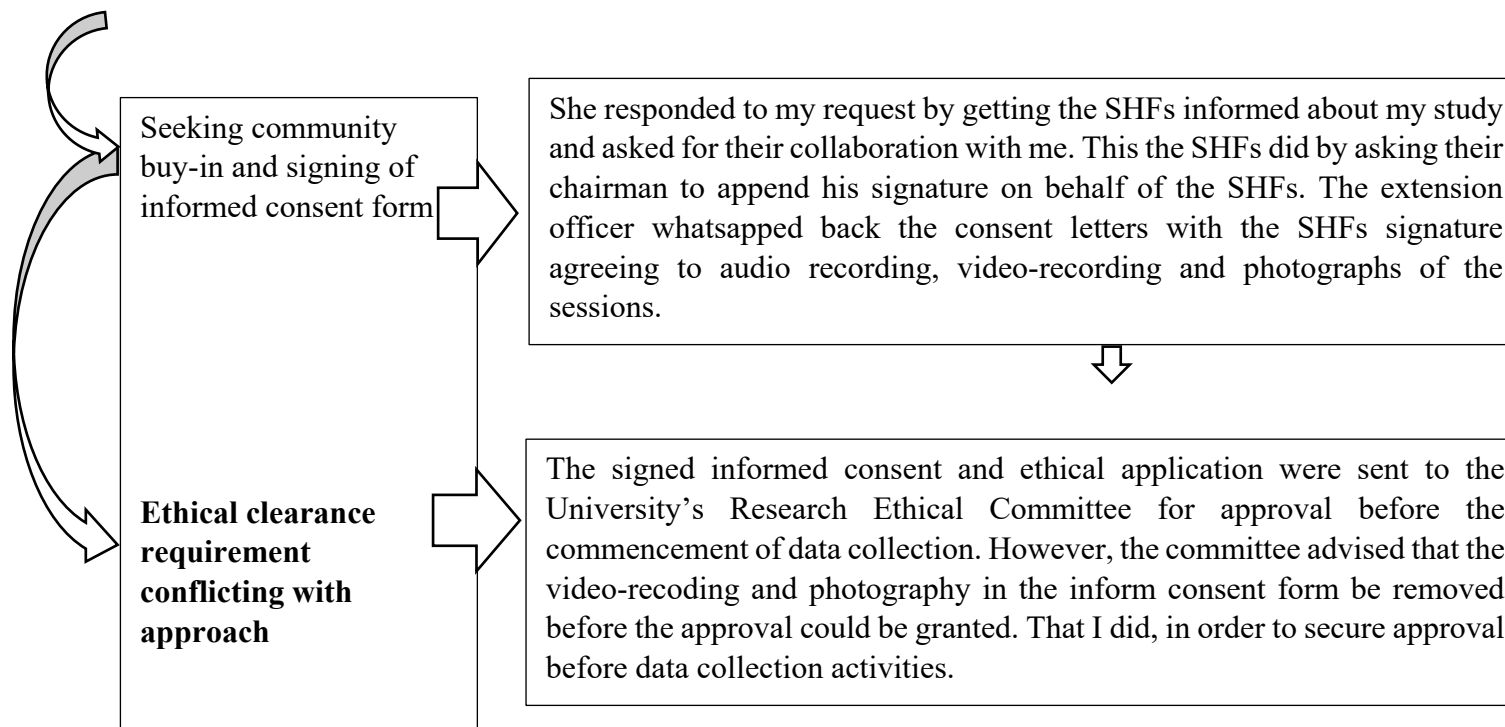 Seeking community
buy-in and signing of
informed consent form
She responded to my request by getting the SHFs informed about my study
and asked for their collaboration with me. This the SHFs did by asking their
chairman to append his signature on behalf of the SHFs. The extension
officer whatsapped back the consent letters with the SHFs signature
agreeing to audio recording, video-recording and photographs of the
sessions.
Ethical clearance
requirement
conflicting with
approach
The signed informed consent and ethical application were sent to the
University’s Research Ethical Committee for approval before the
commencement of data collection. However, the committee advised that the
video-recoding and photography in the inform consent form be removed
before the approval could be granted. That I did, in order to secure approval
before data collection activities.